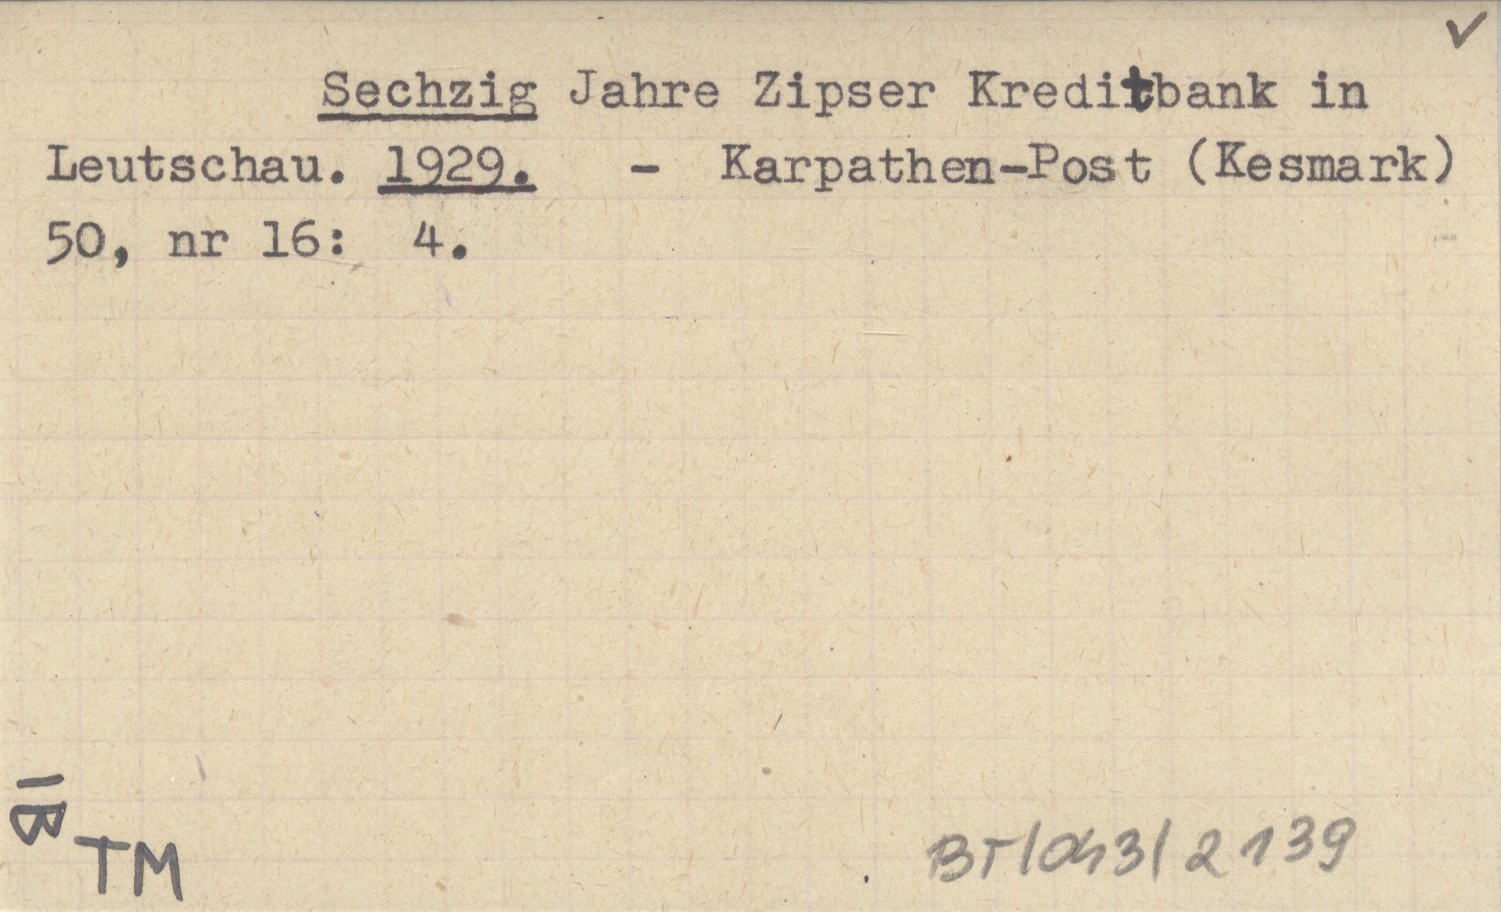 ✓
Sechzig Jahre Zipser Kreditbank in
Leutschau. 1929. - Karpathen-Post (Kesmark)
50, nr 16: 4.
IB
TM
BT/043/2139